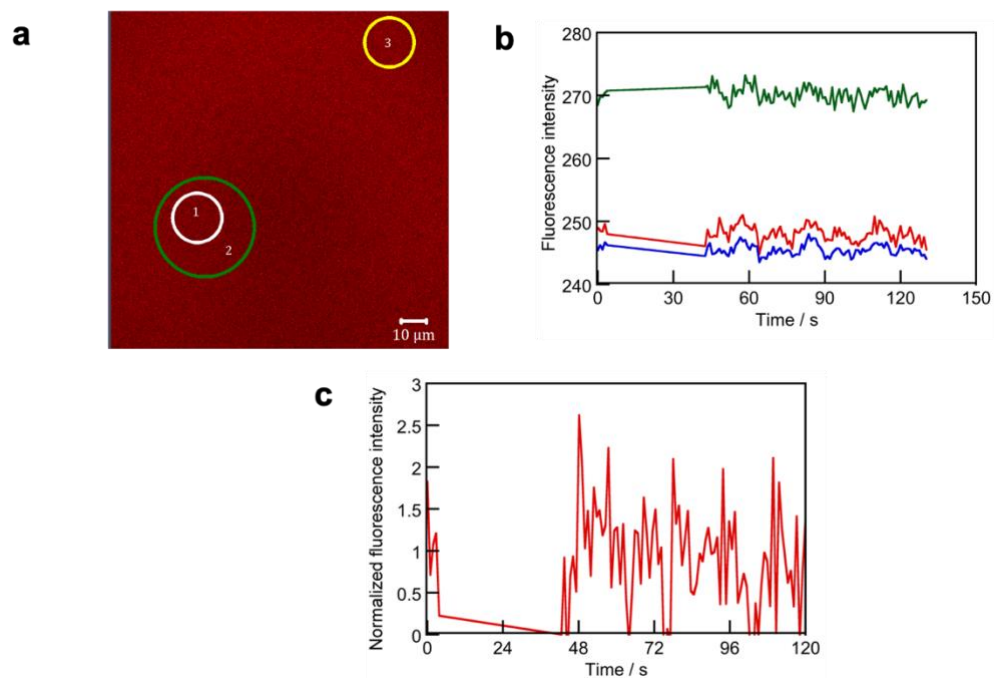 a
3
1
2
10 μm
b
280
270
260
250
240
0 30 60 90 120 150
Fluorescence intensity
Time / s
c
3
2.5
2
1.5
1
0.5
0
0 24 48 72 96 120
Normalized fluorescence intensity
Time / s